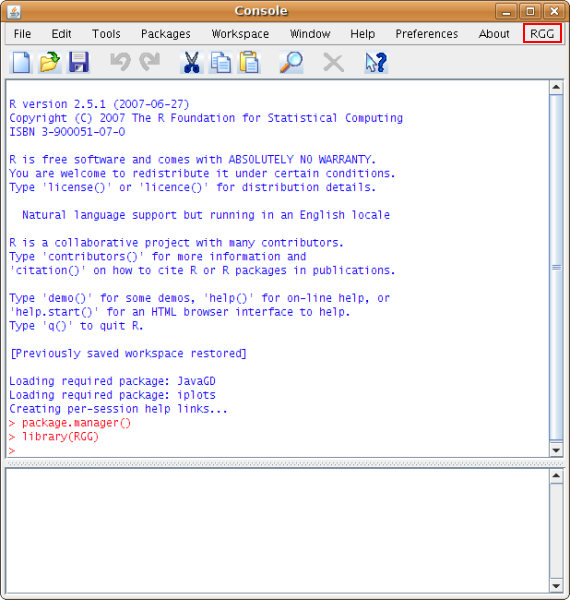 Console
File Edit Tools Packages Workspace Window Help Preferences About RGG
R version 2.5.1 (2007-06-27)
Copyright (C) 2007 The R Foundation for Statistical Computing
ISBN 3-900051-07-0
R is free software and comes with ABSOLUTELY NO WARRANTY.
You are welcome to redistribute it under certain conditions.
Type 'license()' or 'licence()' for distribution details.
Natural language support but running in an English locale
R is a collaborative project with many contributors.
Type 'contributors()' for more information and
'citation()' on how to cite R or R packages in publications.
Type 'demo()' for some demos, 'help()' for on-line help, or
'help.start()' for an HTML browser interface to help.
Type 'q()' to quit R.
[Previously saved workspace restored]
Loading required package: JavaGD
Loading required package: iplots
Creating per-session help links...
> package.manager()
> library(RGG)
>